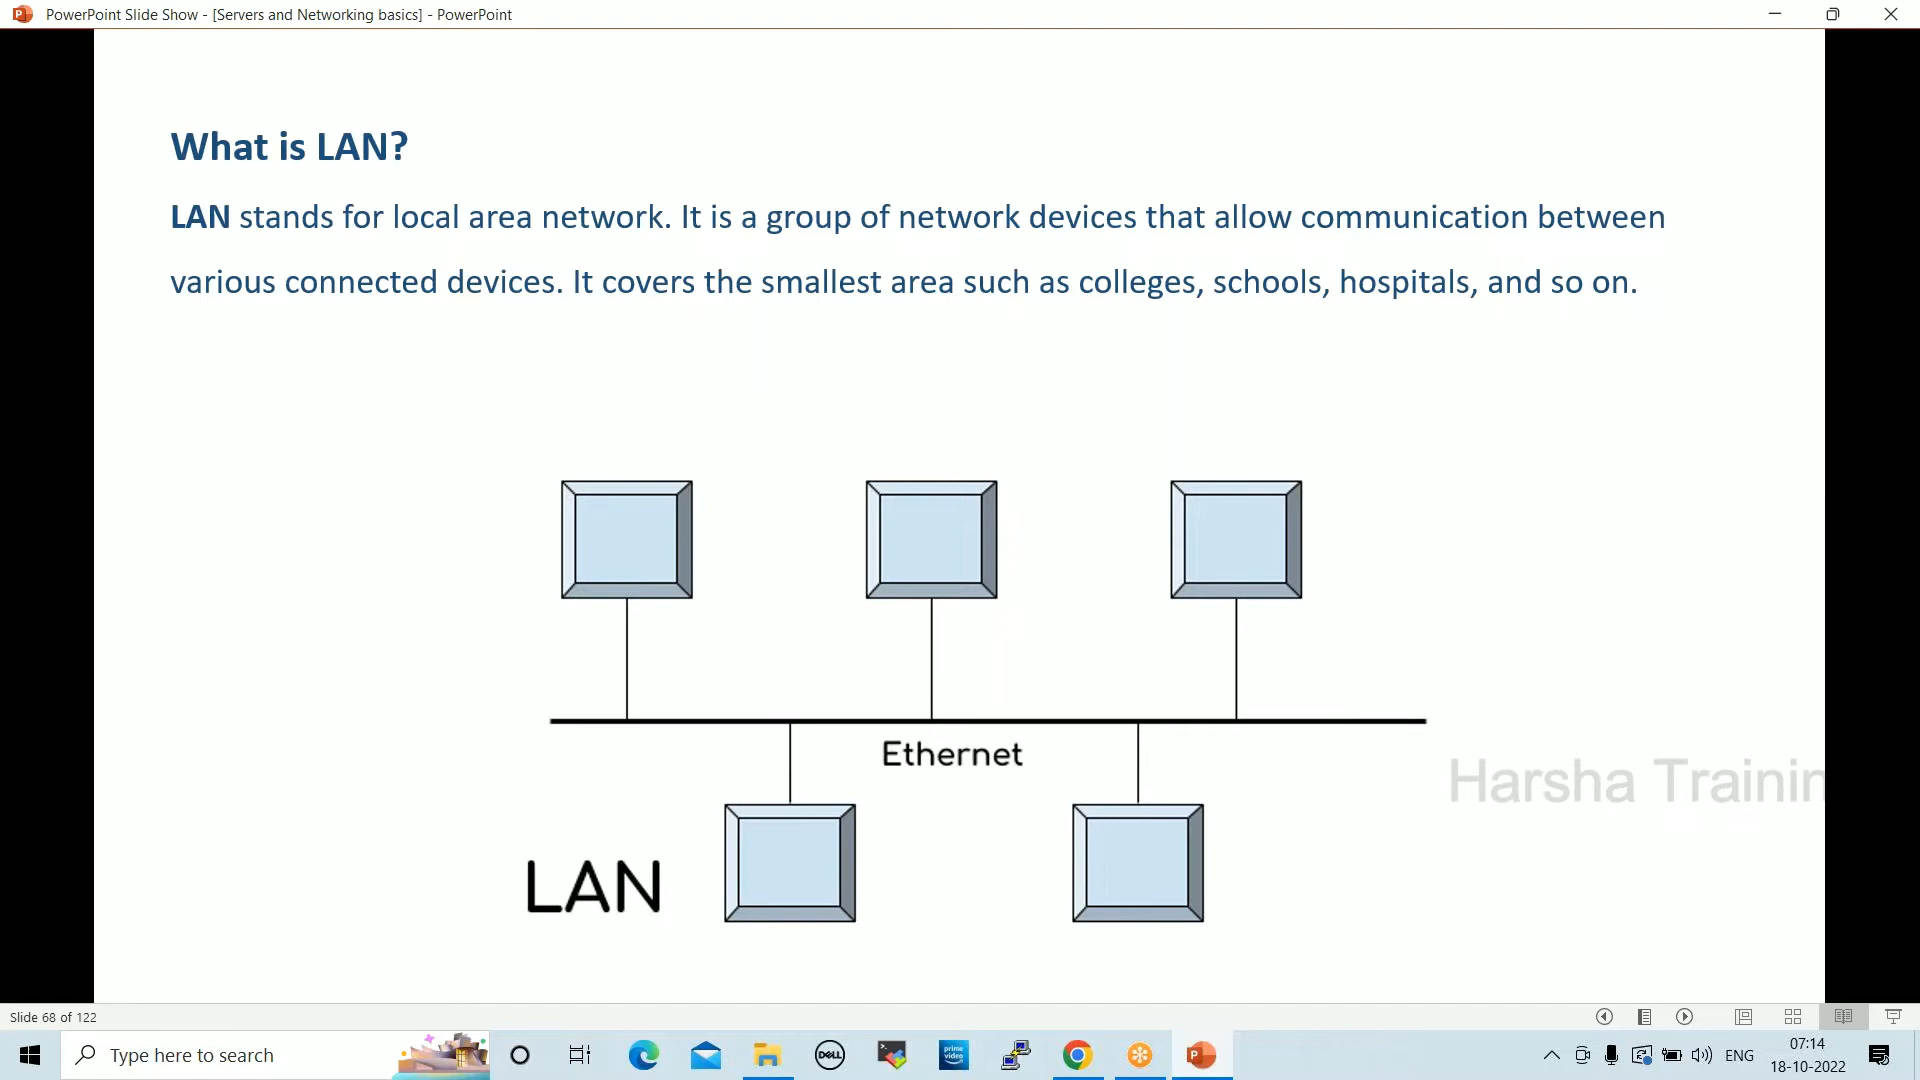 PowerPoint Slide Show - [Servers and Networking basics] - PowerPoint
What is LAN?
LAN stands for local area network. It is a group of network devices that allow communication between
various connected devices. It covers the smallest area such as colleges, schools, hospitals, and so on.
Ethernet
Harsha Trainin
LAN
Slide 68 of 122
Type here to search
DELL
prime video
ENG
07:14
18-10-2022